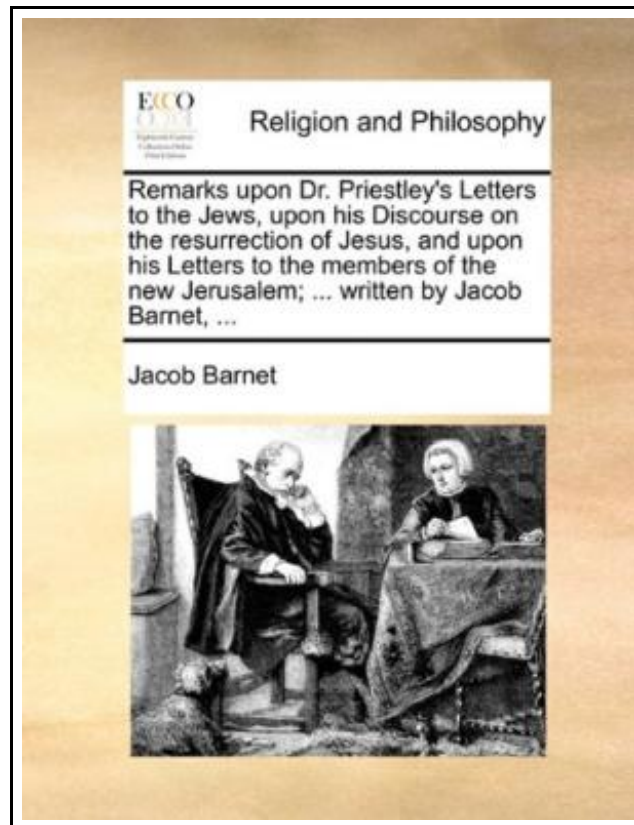 ECCO
Religion and Philosophy
Remarks upon Dr. Priestley's Letters
to the Jews, upon his Discourse on
the resurrection of Jesus, and upon
his Letters to the members of the
new Jerusalem; ... written by Jacob
Barnet, ...
Jacob Barnet